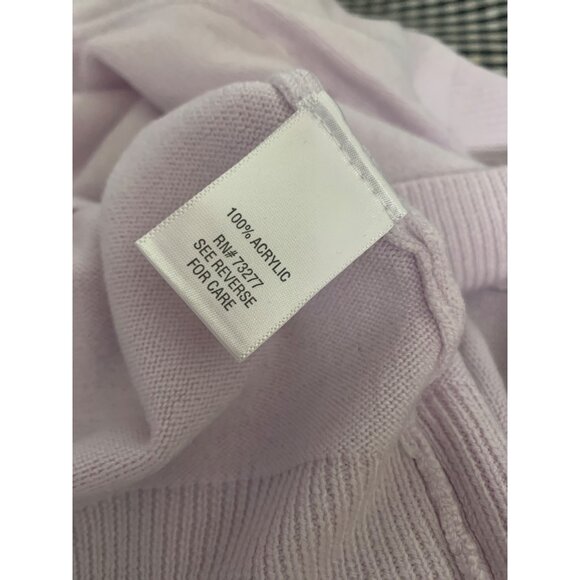 100% ACRYLIC
RN# 73277
SEE REVERSE
FOR CARE